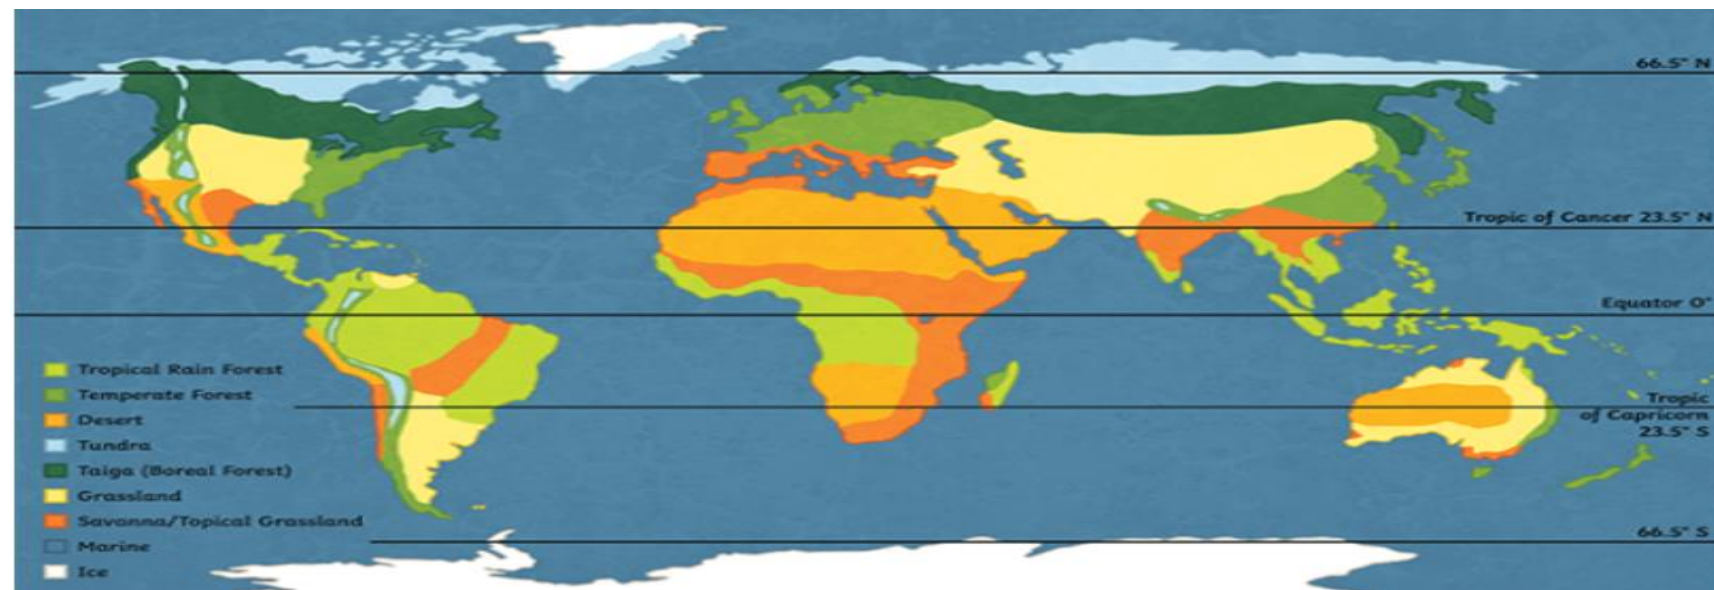 66.5° N
Tropic of Cancer 23.5° N
Equator 0°
Tropical Rain Forest
Temperate Forest
Desert
Tundra
Taiga (Boreal Forest)
Grassland
Savanna/Topical Grassland
Marine
Ice
Tropic
of Capricorn
23.5° S
66.5° S